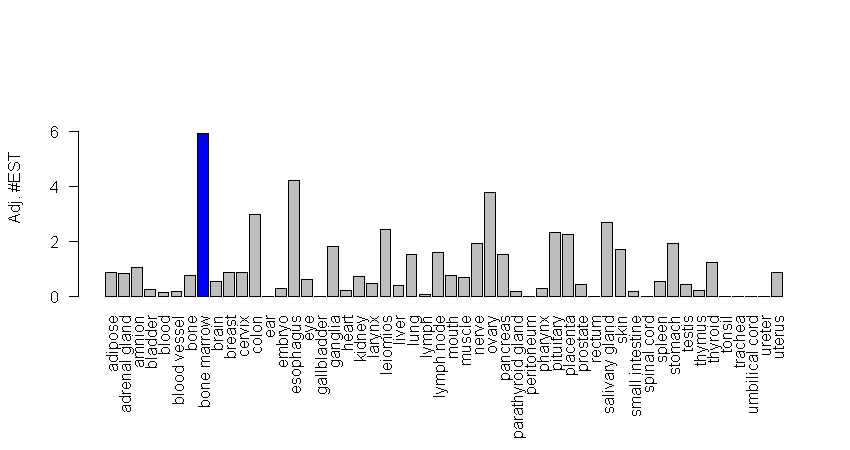 Adj. #EST
6
4
2
0
adipose
adrenal gland
amnion
bladder
blood
blood vessel
bone
bone marrow
brain
breast
cervix
colon
ear
embryo
esophagus
eye
gallbladder
ganglia
heart
kidney
larynx
leiomios
liver
lung
lymph
lymph node
mouth
muscle
nerve
ovary
pancreas
parathyroid gland
peritoneum
pharynx
pituitary
placenta
prostate
rectum
salivary gland
skin
small intestine
spinal cord
spleen
stomach
testis
thymus
thyroid
tonsil
trachea
umbilical cord
ureter
uterus